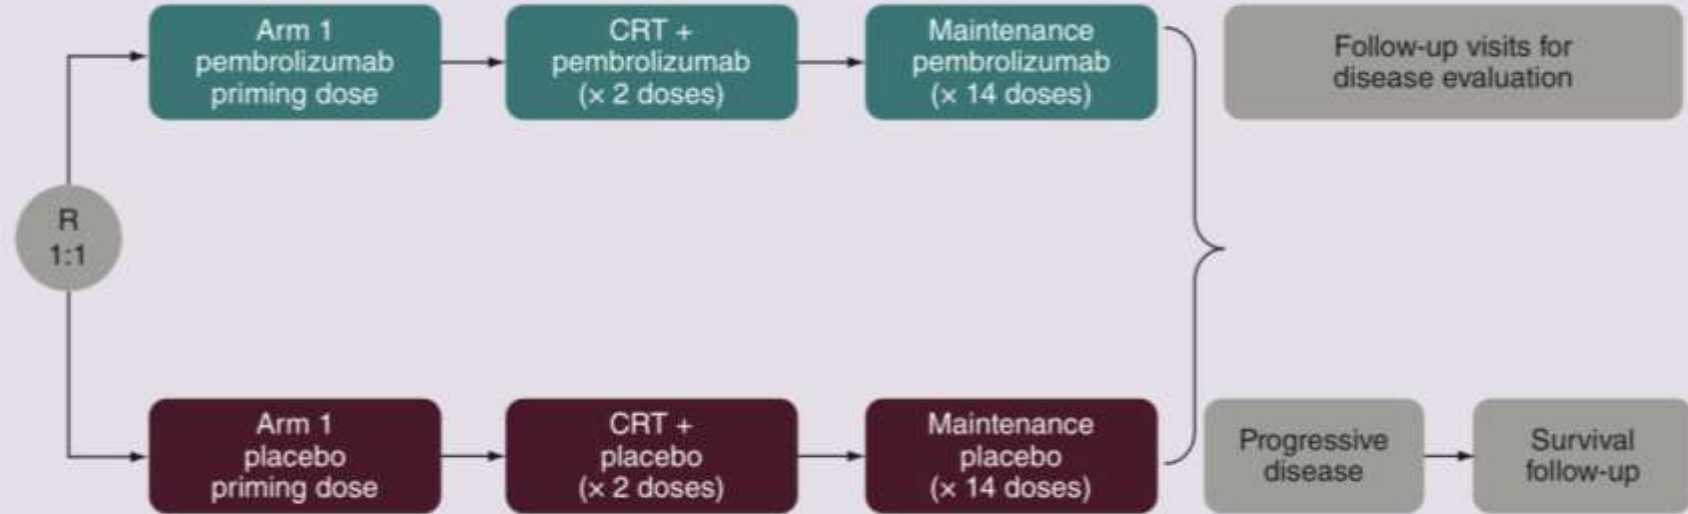 Arm 1
pembrolizumab
priming dose
CRT +
pembrolizumab
(× 2 doses)
Maintenance
pembrolizumab
(× 14 doses)
Follow-up visits for
disease evaluation
R
1:1
Arm 1
placebo
priming dose
CRT +
placebo
(× 2 doses)
Maintenance
placebo
(× 14 doses)
Progressive
disease
Survival
follow-up